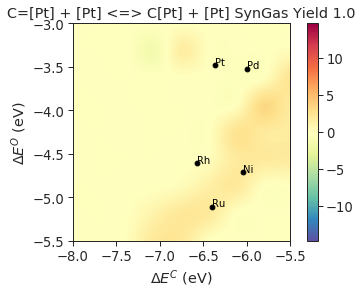 C=[Pt] + [Pt] <=> C[Pt] + [Pt] SynGas Yield 1.0
−3.0
−3.5
−4.0
−4.5
−5.0
−5.5
ΔE^O (eV)
Pt
Pd
Rh
Ni
Ru
−8.0 −7.5 −7.0 −6.5 −6.0 −5.5
ΔE^C (eV)
10
5
0
−5
−10